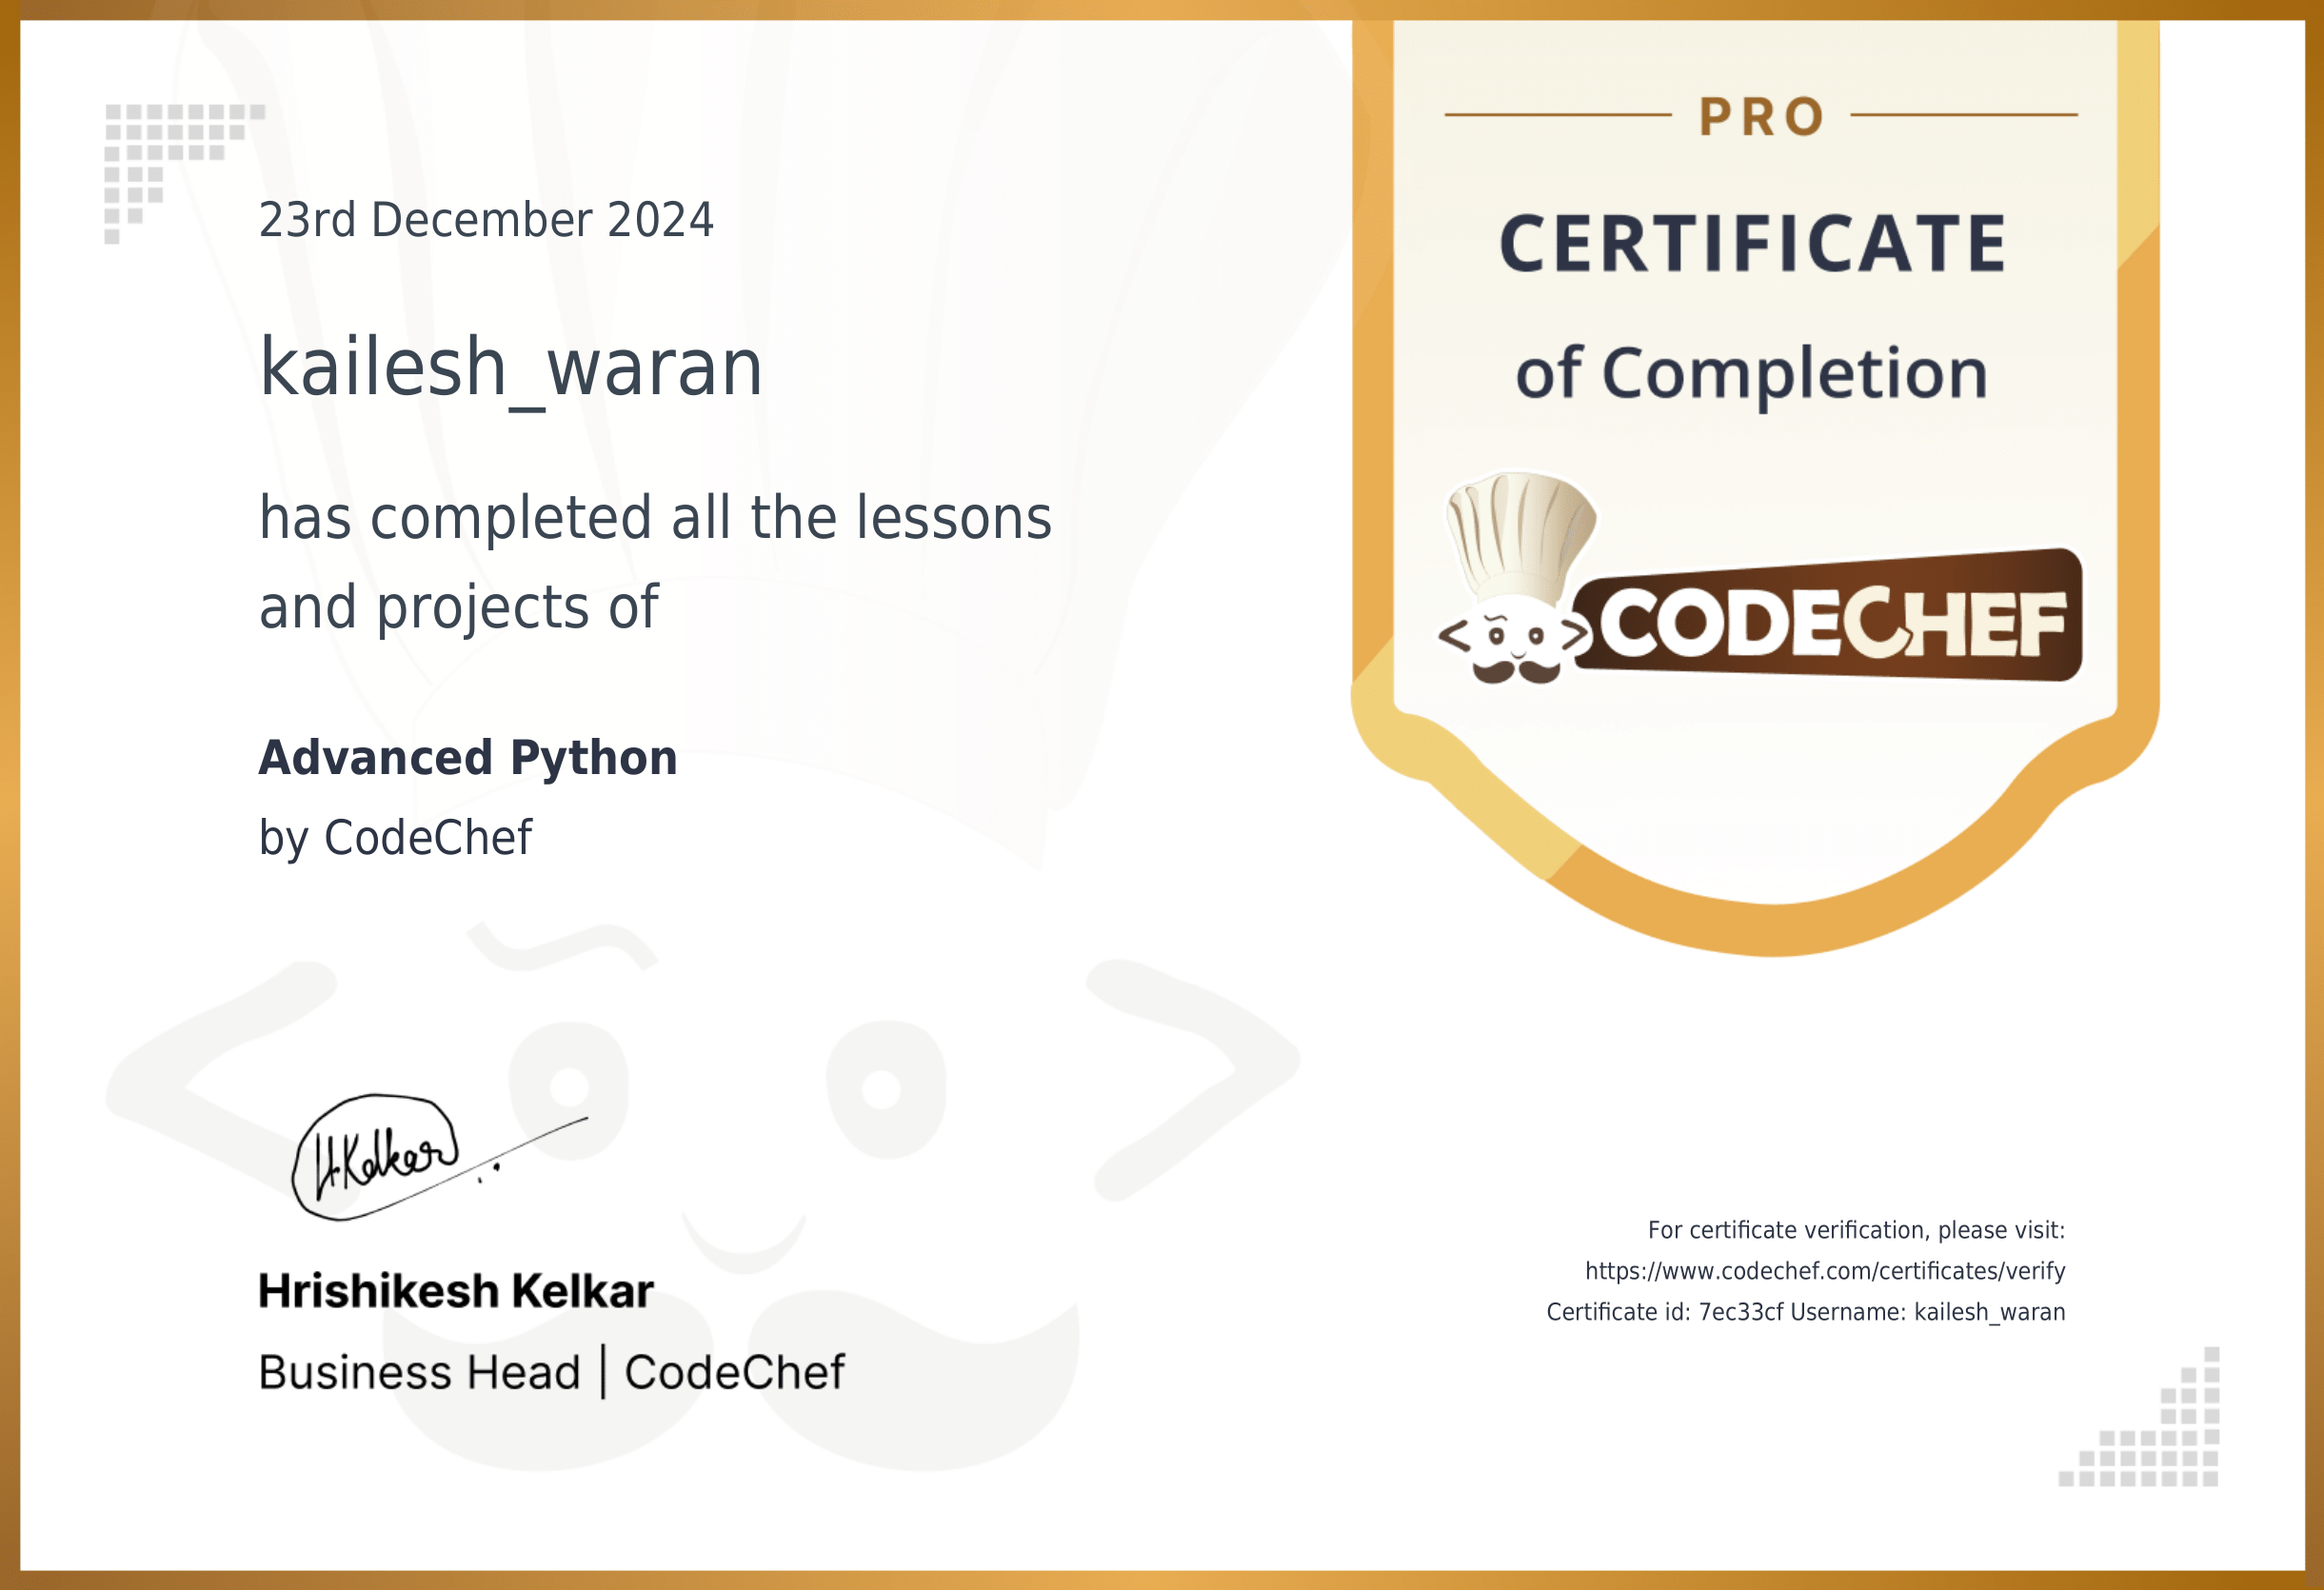 23rd December 2024
kailesh_waran
has completed all the lessons
and projects of
Advanced Python
by CodeChef
HKelkar
Hrishikesh Kelkar
Business Head | CodeChef
PRO
CERTIFICATE
of Completion
CODECHEF
For certificate verification, please visit:
https://www.codechef.com/certificates/verify
Certificate id: 7ec33cf Username: kailesh_waran